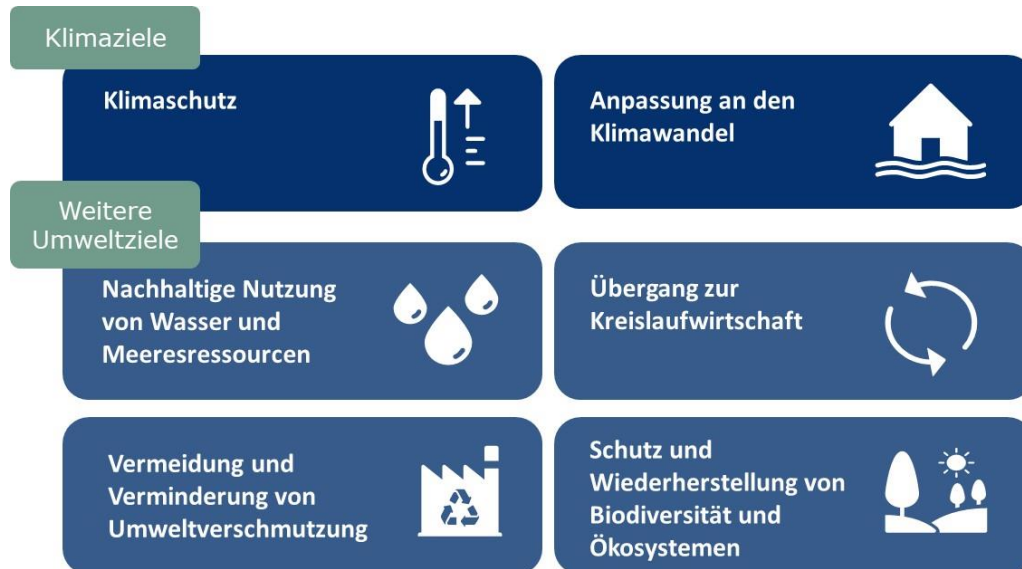 Klimaziele
Klimaschutz
Anpassung an den
Klimawandel
Weitere
Umweltziele
Nachhaltige Nutzung
von Wasser und
Meeresressourcen
Übergang zur
Kreislaufwirtschaft
Vermeidung und
Verminderung von
Umweltverschmutzung
Schutz und
Wiederherstellung von
Biodiversität und
Ökosystemen